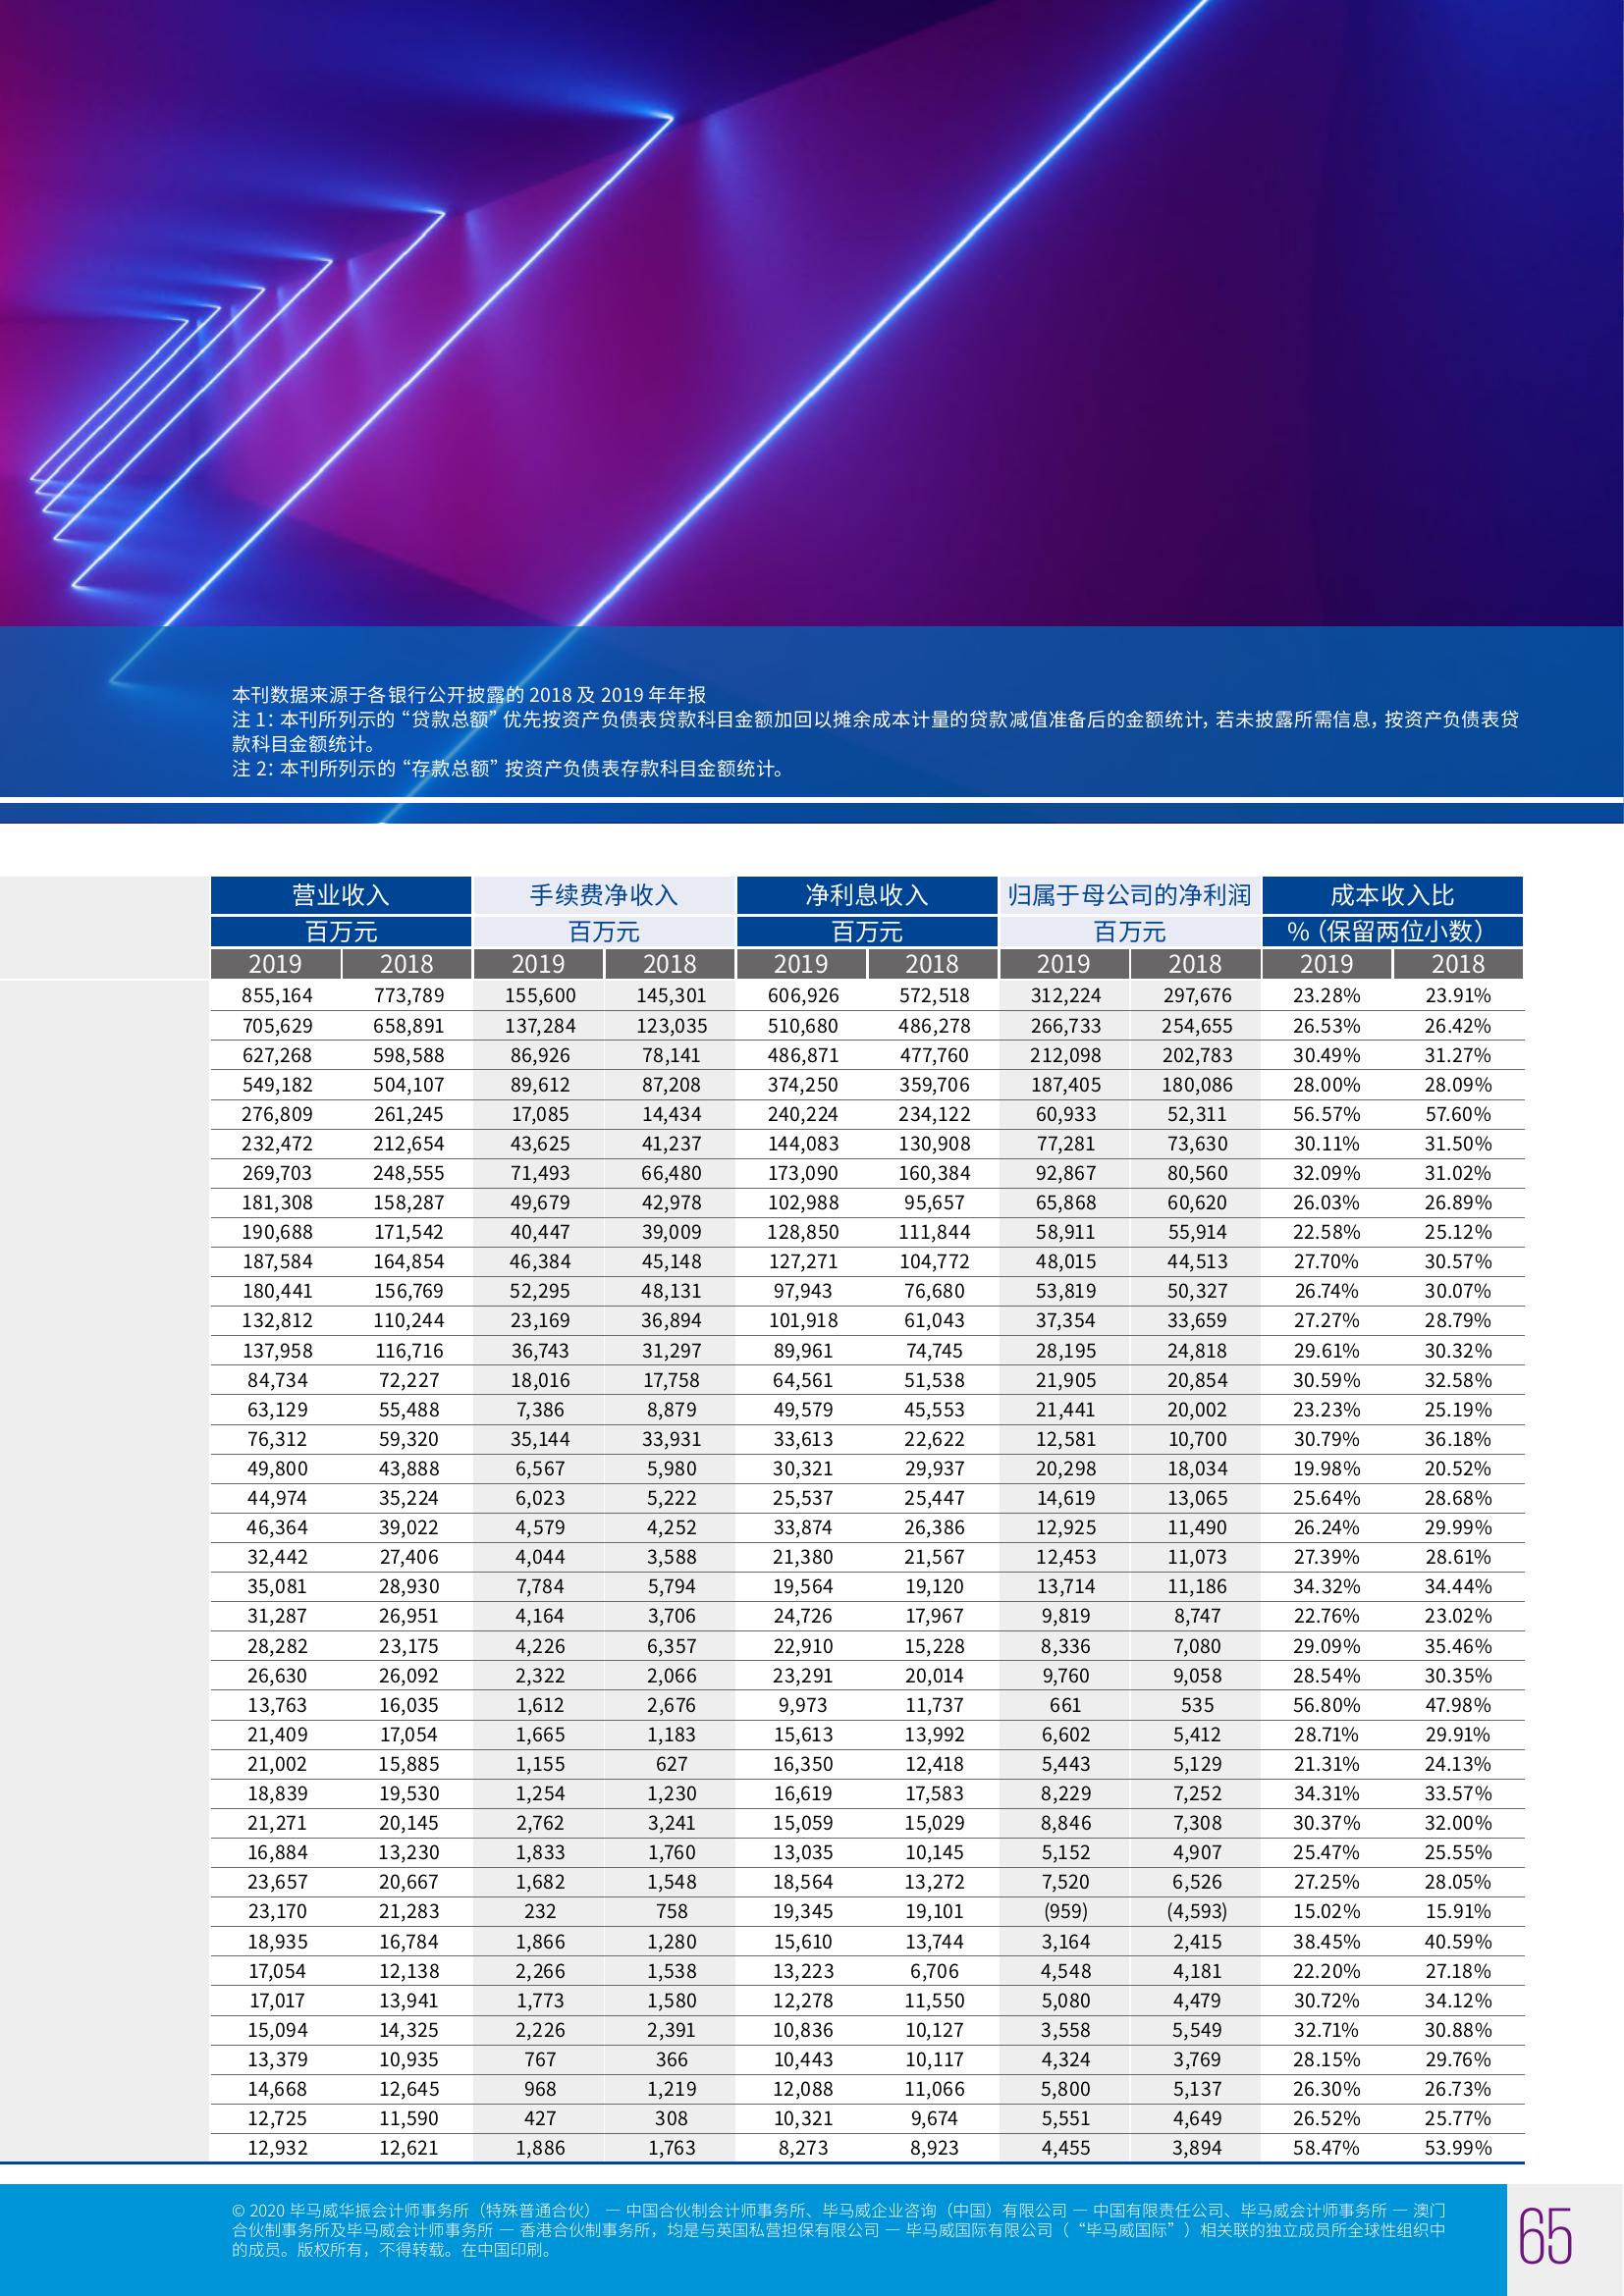 本刊数据来源于各银行公开披露的 2018 及 2019 年年报
注 1：本刊所列示的“贷款总额”优先按资产负债表贷款科目金额加回以摊余成本计量的贷款减值准备后的金额统计，若未披露所需信息，按资产负债表贷
款科目金额统计。
注 2：本刊所列示的“存款总额”按资产负债表存款科目金额统计。
营业收入 手续费净收入 净利息收入 归属于母公司的净利润 成本收入比
百万元 百万元 百万元 百万元 %（保留两位小数）
2019 2018 2019 2018 2019 2018 2019 2018 2019 2018
855,164 773,789 155,600 145,301 606,926 572,518 312,224 297,676 23.28% 23.91%
705,629 658,891 137,284 123,035 510,680 486,278 266,733 254,655 26.53% 26.42%
627,268 598,588 86,926 78,141 486,871 477,760 212,098 202,783 30.49% 31.27%
549,182 504,107 89,612 87,208 374,250 359,706 187,405 180,086 28.00% 28.09%
276,809 261,245 17,085 14,434 240,224 234,122 60,933 52,311 56.57% 57.60%
232,472 212,654 43,625 41,237 144,083 130,908 77,281 73,630 30.11% 31.50%
269,703 248,555 71,493 66,480 173,090 160,384 92,867 80,560 32.09% 31.02%
181,308 158,287 49,679 42,978 102,988 95,657 65,868 60,620 26.03% 26.89%
190,688 171,542 40,447 39,009 128,850 111,844 58,911 55,914 22.58% 25.12%
187,584 164,854 46,384 45,148 127,271 104,772 48,015 44,513 27.70% 30.57%
180,441 156,769 52,295 48,131 97,943 76,680 53,819 50,327 26.74% 30.07%
132,812 110,244 23,169 36,894 101,918 61,043 37,354 33,659 27.27% 28.79%
137,958 116,716 36,743 31,297 89,961 74,745 28,195 24,818 29.61% 30.32%
84,734 72,227 18,016 17,758 64,561 51,538 21,905 20,854 30.59% 32.58%
63,129 55,488 7,386 8,879 49,579 45,553 21,441 20,002 23.23% 25.19%
76,312 59,320 35,144 33,931 33,613 22,622 12,581 10,700 30.79% 36.18%
49,800 43,888 6,567 5,980 30,321 29,937 20,298 18,034 19.98% 20.52%
44,974 35,224 6,023 5,222 25,537 25,447 14,619 13,065 25.64% 28.68%
46,364 39,022 4,579 4,252 33,874 26,386 12,925 11,490 26.24% 29.99%
32,442 27,406 4,044 3,588 21,380 21,567 12,453 11,073 27.39% 28.61%
35,081 28,930 7,784 5,794 19,564 19,120 13,714 11,186 34.32% 34.44%
31,287 26,951 4,164 3,706 24,726 17,967 9,819 8,747 22.76% 23.02%
28,282 23,175 4,226 6,357 22,910 15,228 8,336 7,080 29.09% 35.46%
26,630 26,092 2,322 2,066 23,291 20,014 9,760 9,058 28.54% 30.35%
13,763 16,035 1,612 2,676 9,973 11,737 661 535 56.80% 47.98%
21,409 17,054 1,665 1,183 15,613 13,992 6,602 5,412 28.71% 29.91%
21,002 15,885 1,155 627 16,350 12,418 5,443 5,129 21.31% 24.13%
18,839 19,530 1,254 1,230 16,619 17,583 8,229 7,252 34.31% 33.57%
21,271 20,145 2,762 3,241 15,059 15,029 8,846 7,308 30.37% 32.00%
16,884 13,230 1,833 1,760 13,035 10,145 5,152 4,907 25.47% 25.55%
23,657 20,667 1,682 1,548 18,564 13,272 7,520 6,526 27.25% 28.05%
23,170 21,283 232 758 19,345 19,101 (959) (4,593) 15.02% 15.91%
18,935 16,784 1,866 1,280 15,610 13,744 3,164 2,415 38.45% 40.59%
17,054 12,138 2,266 1,538 13,223 6,706 4,548 4,181 22.20% 27.18%
17,017 13,941 1,773 1,580 12,278 11,550 5,080 4,479 30.72% 34.12%
15,094 14,325 2,226 2,391 10,836 10,127 3,558 5,549 32.71% 30.88%
13,379 10,935 767 366 10,443 10,117 4,324 3,769 28.15% 29.76%
14,668 12,645 968 1,219 12,088 11,066 5,800 5,137 26.30% 26.73%
12,725 11,590 427 308 10,321 9,674 5,551 4,649 26.52% 25.77%
12,932 12,621 1,886 1,763 8,273 8,923 4,455 3,894 58.47% 53.99%
© 2020 毕马威华振会计师事务所（特殊普通合伙） — 中国合伙制会计师事务所、毕马威企业咨询（中国）有限公司 — 中国有限责任公司、毕马威会计师事务所 — 澳门
合伙制事务所及毕马威会计师事务所 — 香港合伙制事务所，均是与英国私营担保有限公司 — 毕马威国际有限公司（“毕马威国际”）相关联的独立成员所全球性组织中
的成员。版权所有，不得转载。在中国印刷。
65